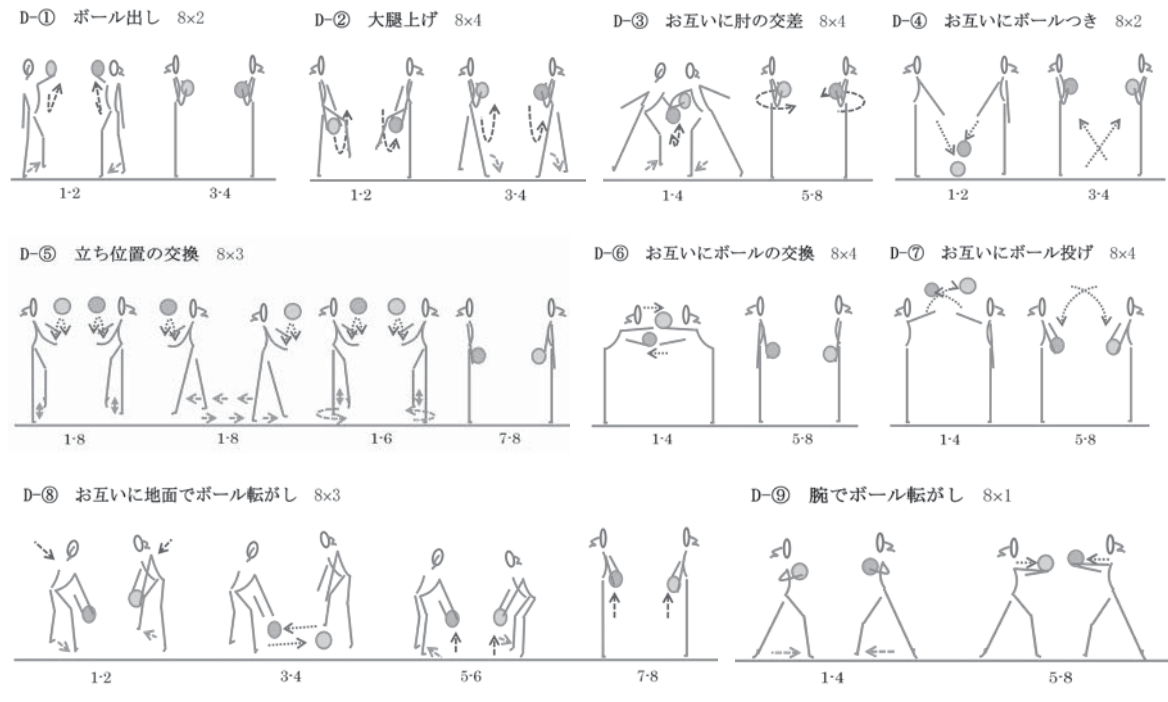 D-① ボール出し 8×2
D-② 大腿上げ 8×4
D-③ お互いに肘の交差 8×4
D-④ お互いにボールつき 8×2
1-2
3-4
1-2
3-4
1-4
5-8
1-2
3-4
D-⑤ 立ち位置の交換 8×3
D-⑥ お互いにボールの交換 8×4
D-⑦ お互いにボール投げ 8×4
1-8
1-8
1-6
7-8
1-4
5-8
1-4
5-8
D-⑧ お互いに地面でボール転がし 8×3
D-⑨ 腕でボール転がし 8×1
1-2
3-4
5-6
7-8
1-4
5-8